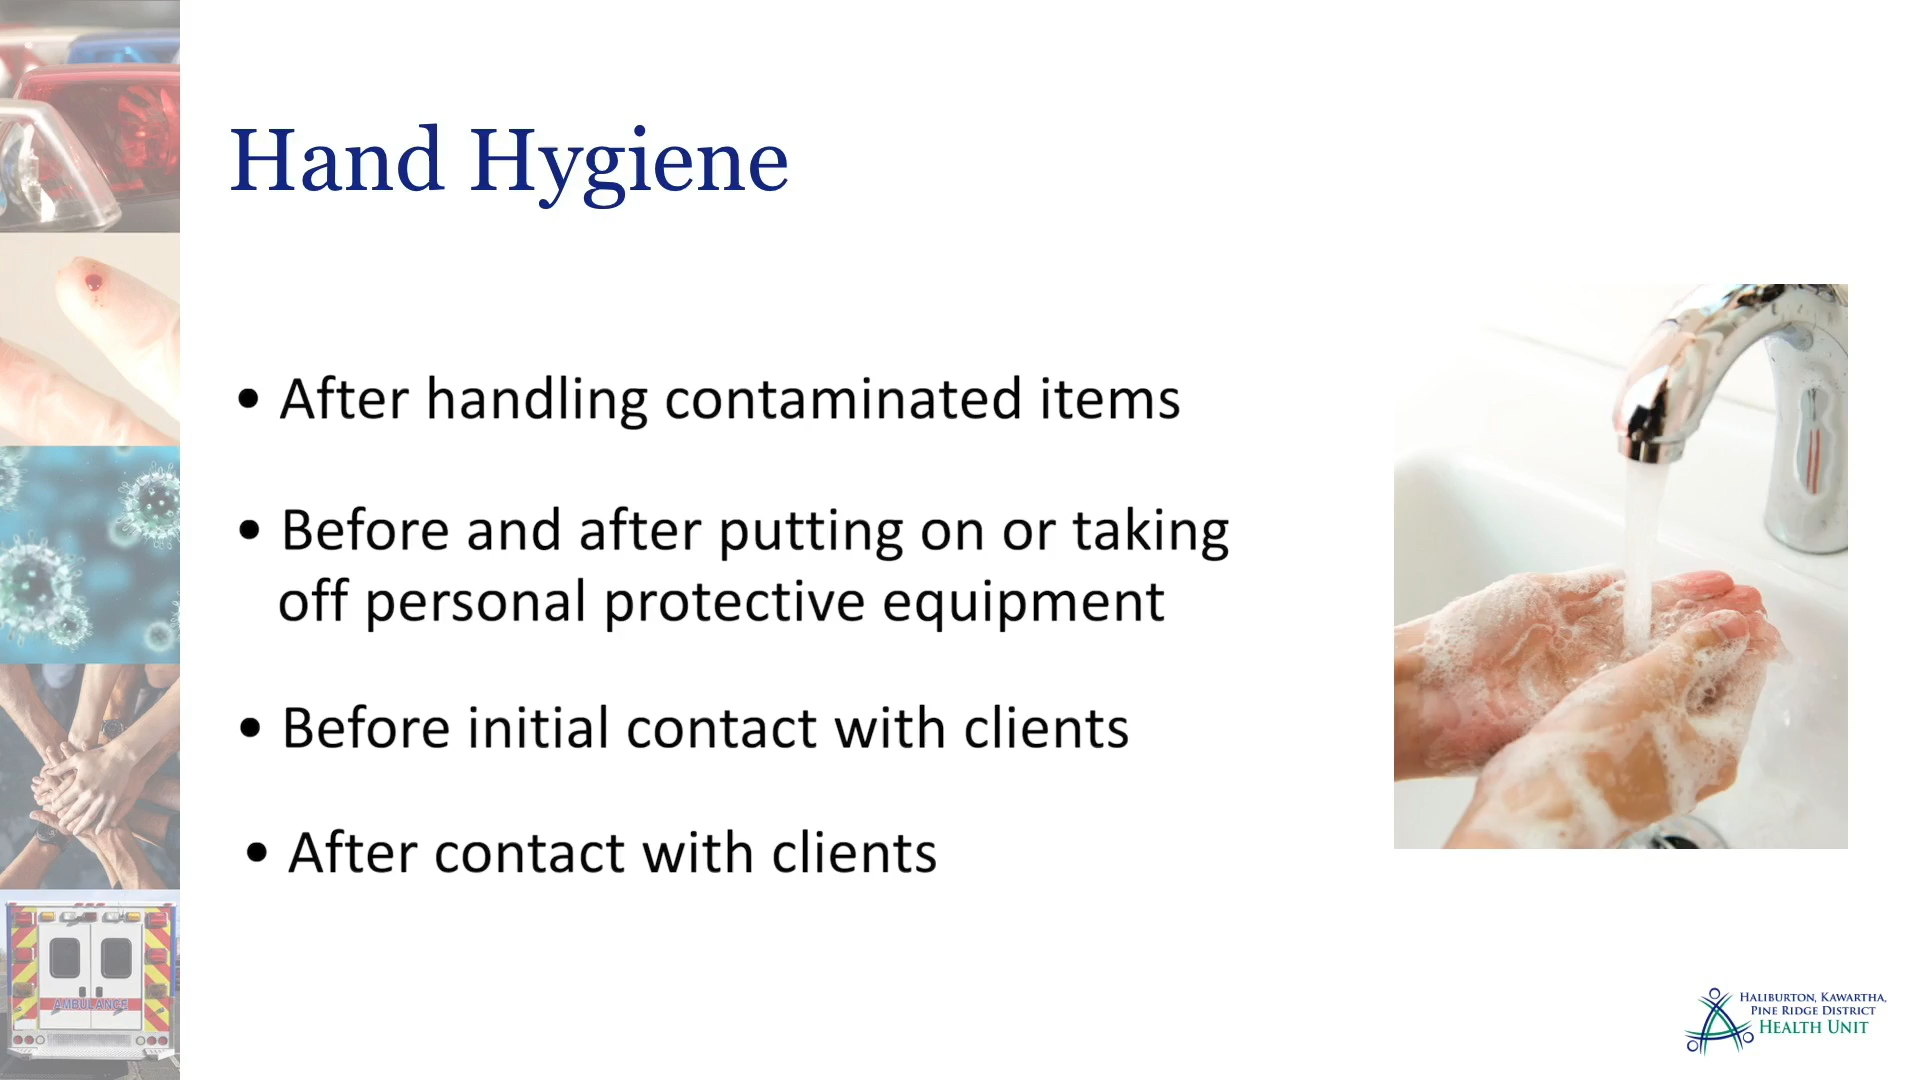 Hand Hygiene
• After handling contaminated items
• Before and after putting on or taking
off personal protective equipment
• Before initial contact with clients
• After contact with clients
AMBULANCE
HALIBURTON, KAWARTHA,
PINE RIDGE DISTRICT
HEALTH UNIT